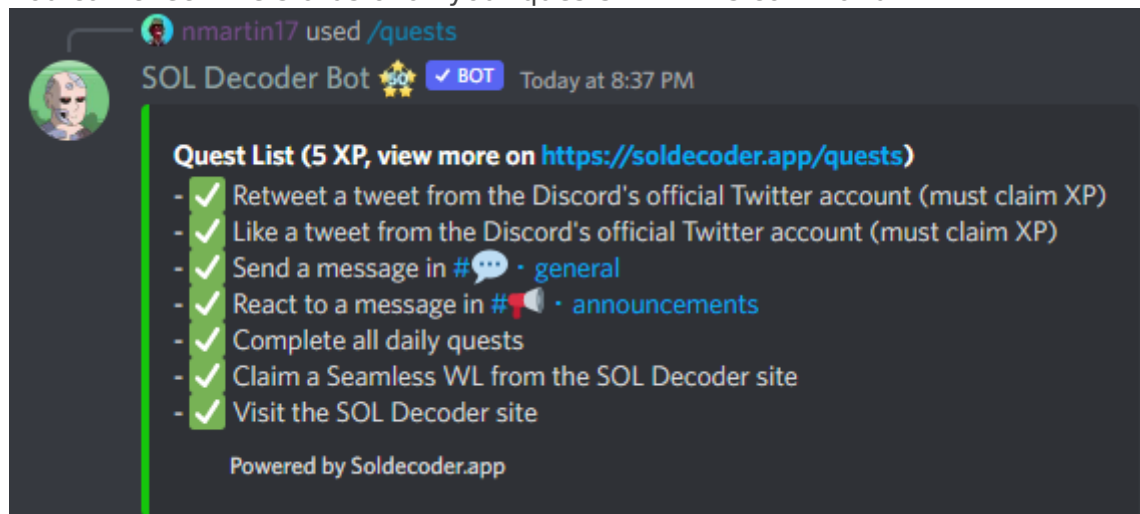 nmartin17 used /quests
SOL Decoder Bot ✓ BOT Today at 8:37 PM
Quest List (5 XP, view more on https://soldecoder.app/quests)
- ✅ Retweet a tweet from the Discord's official Twitter account (must claim XP)
- ✅ Like a tweet from the Discord's official Twitter account (must claim XP)
- ✅ Send a message in #💬・general
- ✅ React to a message in #📢・announcements
- ✅ Complete all daily quests
- ✅ Claim a Seamless WL from the SOL Decoder site
- ✅ Visit the SOL Decoder site
Powered by Soldecoder.app